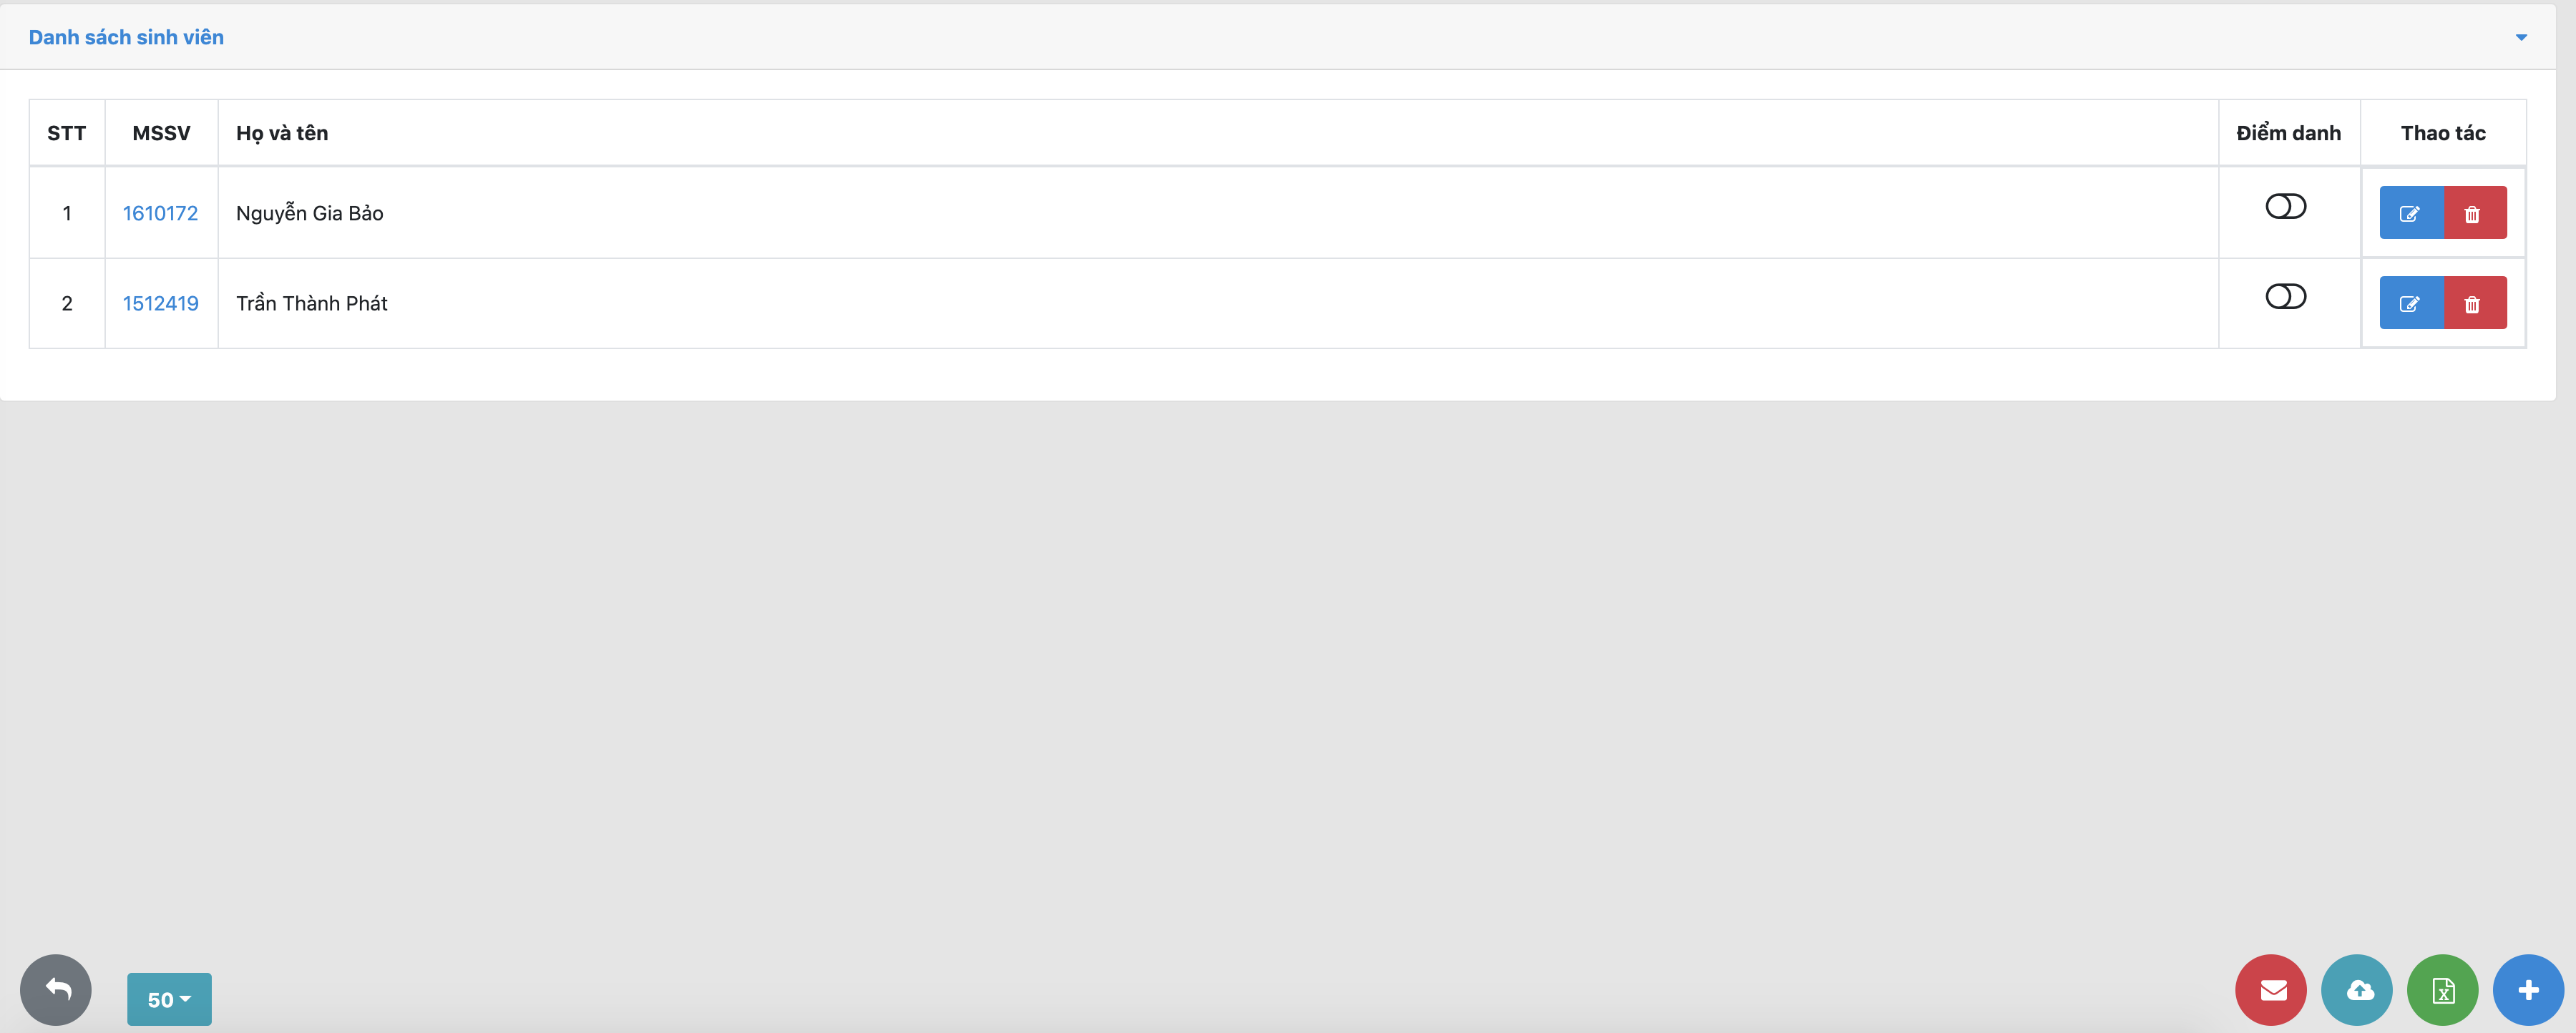 Danh sách sinh viên
STT MSSV Họ và tên Điểm danh Thao tác
1 1610172 Nguyễn Gia Bảo
2 1512419 Trần Thành Phát
50